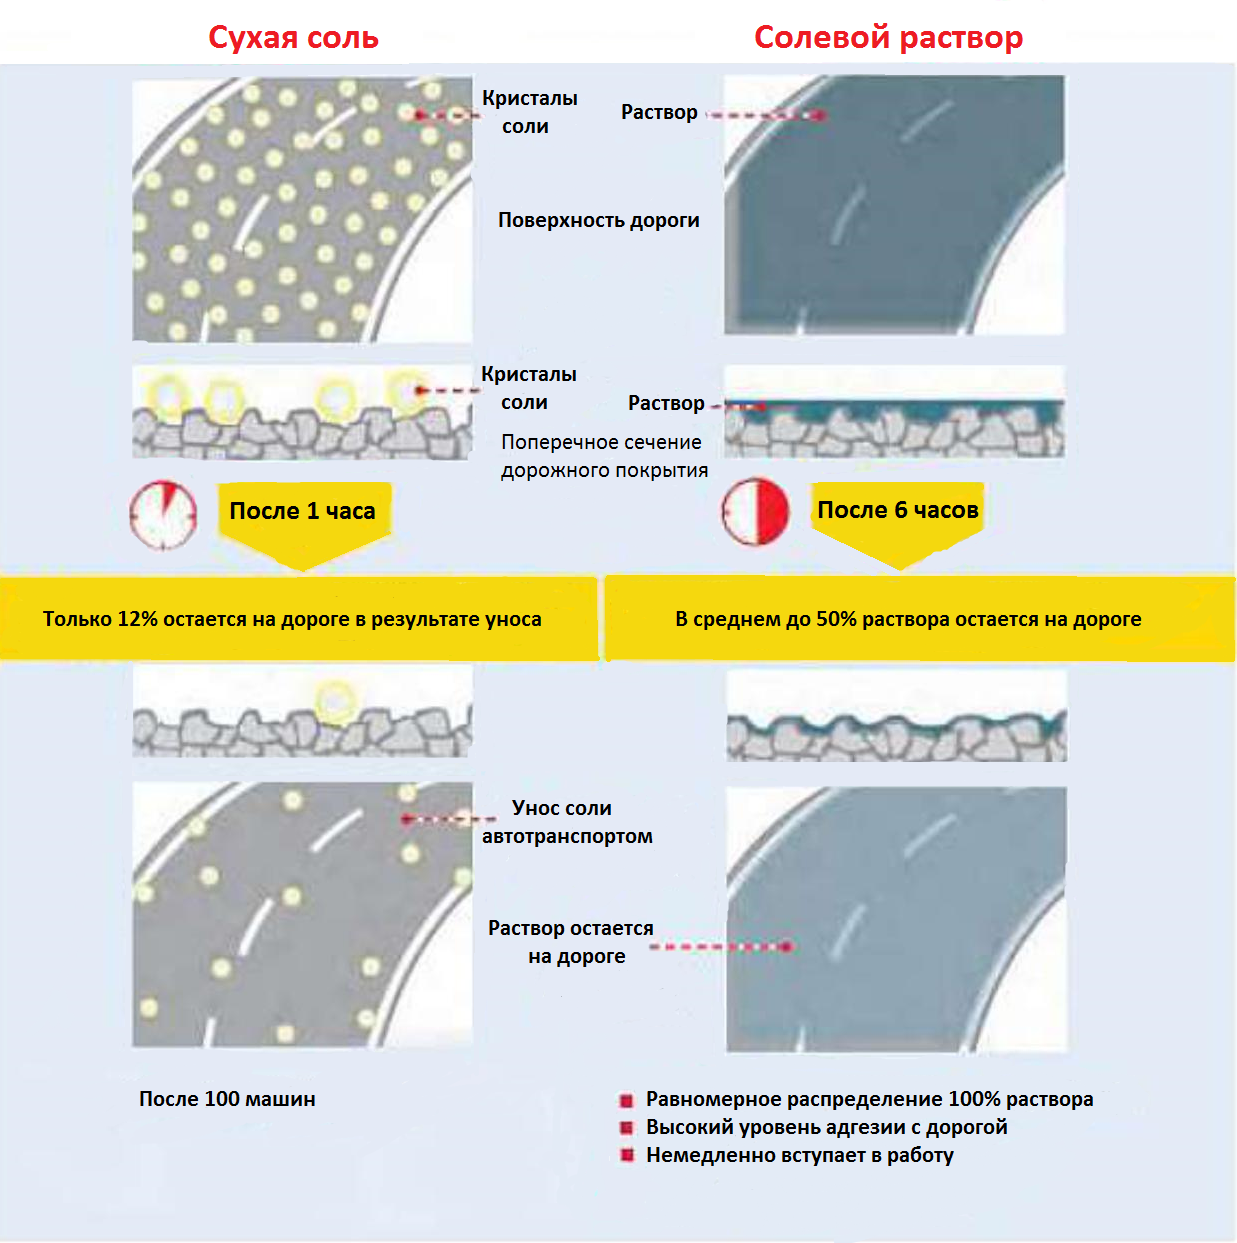 Сухая соль
Солевой раствор
Кристалы
соли
Раствор
Поверхность дороги
Кристалы
соли
Раствор
Поперечное сечение
дорожного покрытия
После 1 часа
После 6 часов
Только 12% остается на дороге в результате уноса
В среднем до 50% раствора остается на дороге
Унос соли
автотранспортом
Раствор остается
на дороге
После 100 машин
Равномерное распределение 100% раствора
Высокий уровень адгезии с дорогой
Немедленно вступает в работу